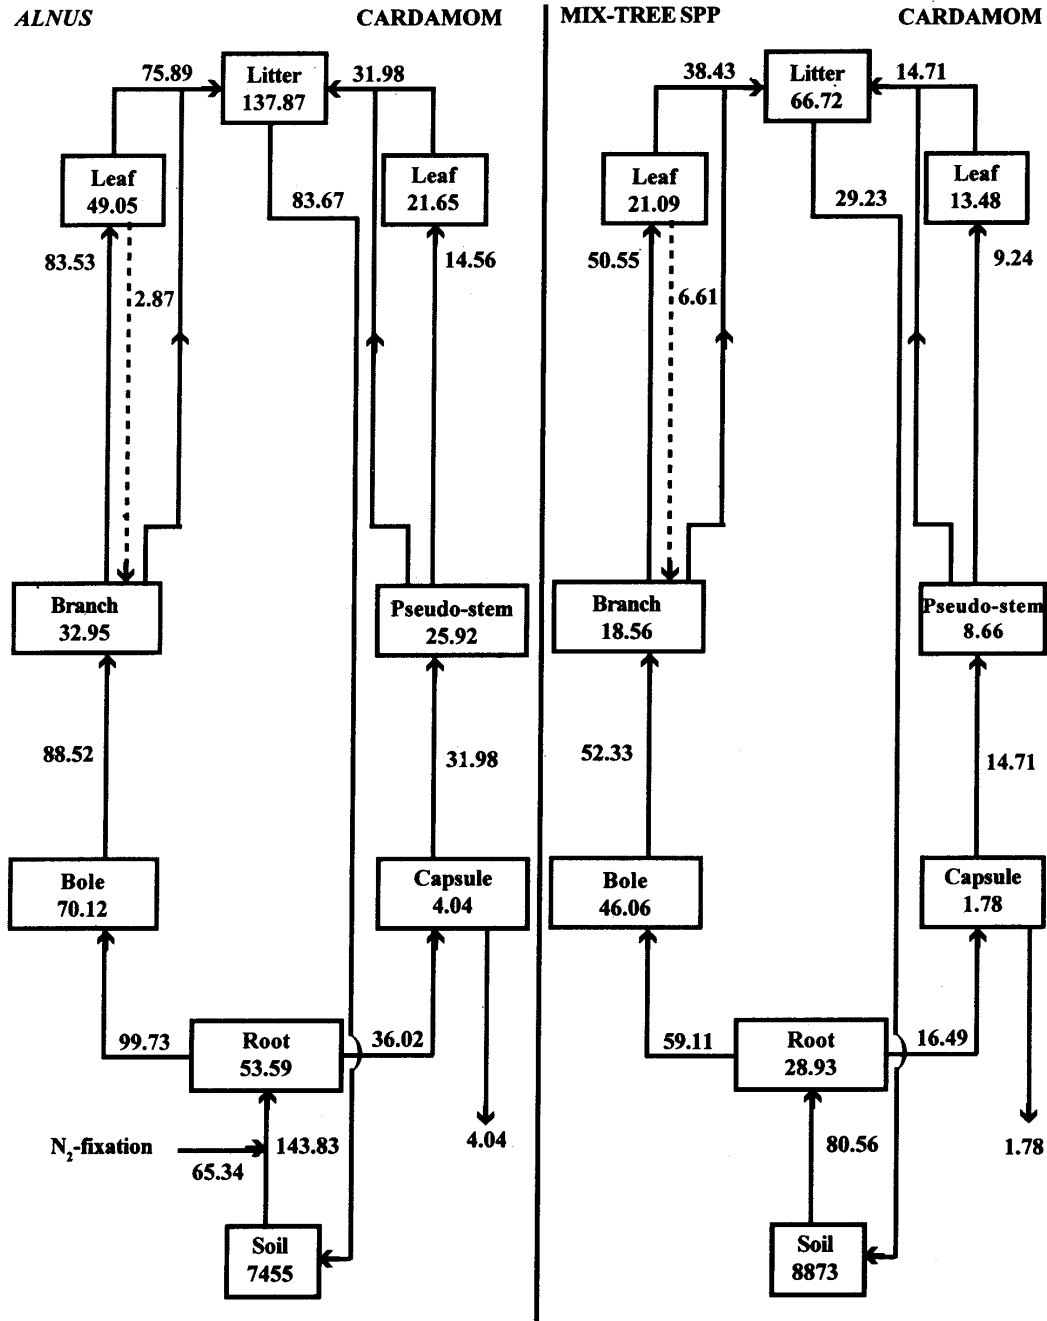 ALNUS
CARDAMOM
75.89
Litter
137.87
31.98
Leaf
49.05
83.67
Leaf
21.65
83.53
2.87
14.56
Branch
32.95
Pseudo-stem
25.92
88.52
31.98
Bole
70.12
Capsule
4.04
99.73
Root
53.59
36.02
N₂-fixation
65.34
143.83
4.04
Soil
7455
MIX-TREE SPP
CARDAMOM
38.43
Litter
66.72
14.71
Leaf
21.09
29.23
Leaf
13.48
50.55
6.61
9.24
Branch
18.56
Pseudo-stem
8.66
52.33
14.71
Bole
46.06
Capsule
1.78
59.11
Root
28.93
16.49
80.56
1.78
Soil
8873